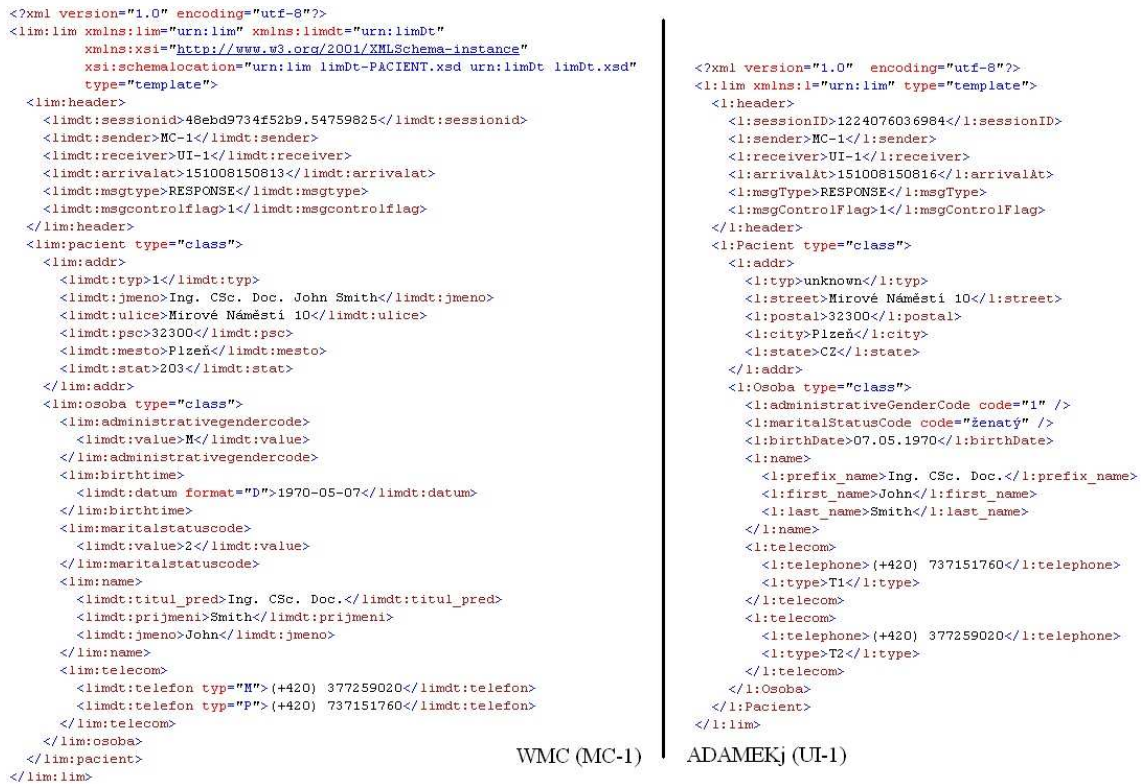 <?xml version="1.0" encoding="utf-8"?>
<lim:lim xmlns:lim="urn:lim" xmlns:limdt="urn:limDt"
xmlns:xsi="http://www.w3.org/2001/XMLSchema-instance"
xsi:schemalocation="urn:lim limDt-PACIENT.xsd urn:limDt limDt.xsd"
type="template">
<lim:header>
<limdt:sessionid>48ebd9734f52b9.54759825</limdt:sessionid>
<limdt:sender>MC-1</limdt:sender>
<limdt:receiver>UI-1</limdt:receiver>
<limdt:arrivalat>151008150813</limdt:arrivalat>
<limdt:msgtype>RESPONSE</limdt:msgtype>
<limdt:msgcontrolflag>1</limdt:msgcontrolflag>
</lim:header>
<lim:pacient type="class">
<lim:addr>
<limdt:typ>1</limdt:typ>
<limdt:jmeno>Ing. CSc. Doc. John Smith</limdt:jmeno>
<limdt:ulice>Mirové Náměstí 10</limdt:ulice>
<limdt:psc>32300</limdt:psc>
<limdt:mesto>Plzeň</limdt:mesto>
<limdt:stat>203</limdt:stat>
</lim:addr>
<lim:osoba type="class">
<lim:administrativegendercode>
<limdt:value>M</limdt:value>
</lim:administrativegendercode>
<lim:birthtime>
<limdt:datum format="D">1970-05-07</limdt:datum>
</lim:birthtime>
<lim:maritalstatuscode>
<limdt:value>2</limdt:value>
</lim:maritalstatuscode>
<lim:name>
<limdt:titul_pred>Ing. CSc. Doc.</limdt:titul_pred>
<limdt:prijmeni>Smith</limdt:prijmeni>
<limdt:jmeno>John</limdt:jmeno>
</lim:name>
<lim:telecom>
<limdt:telefon typ="M">(+420) 377259020</limdt:telefon>
<limdt:telefon typ="P">(+420) 737151760</limdt:telefon>
</lim:telecom>
</lim:osoba>
</lim:pacient>
</lim:lim>
WMC (MC-1)
<?xml version="1.0" encoding="utf-8"?>
<l:lim xmlns:l="urn:lim" type="template">
<l:header>
<l:sessionID>1224076036984</l:sessionID>
<l:sender>MC-1</l:sender>
<l:receiver>UI-1</l:receiver>
<l:arrivalAt>151008150816</l:arrivalAt>
<l:msgType>RESPONSE</l:msgType>
<l:msgControlFlag>1</l:msgControlFlag>
</l:header>
<l:Pacient type="class">
<l:addr>
<l:typ>unknown</l:typ>
<l:street>Mirové Náměstí 10</l:street>
<l:postal>32300</l:postal>
<l:city>Plzeň</l:city>
<l:state>CZ</l:state>
</l:addr>
<l:Osoba type="class">
<l:administrativeGenderCode code="1" />
<l:maritalStatusCode code="ženatý" />
<l:birthDate>07.05.1970</l:birthDate>
<l:name>
<l:prefix_name>Ing. CSc. Doc.</l:prefix_name>
<l:first_name>John</l:first_name>
<l:last_name>Smith</l:last_name>
</l:name>
<l:telecom>
<l:telephone>(+420) 737151760</l:telephone>
<l:type>T1</l:type>
</l:telecom>
<l:telecom>
<l:telephone>(+420) 377259020</l:telephone>
<l:type>T2</l:type>
</l:telecom>
</l:Osoba>
</l:Pacient>
</l:lim>
ADAMEKj (UI-1)